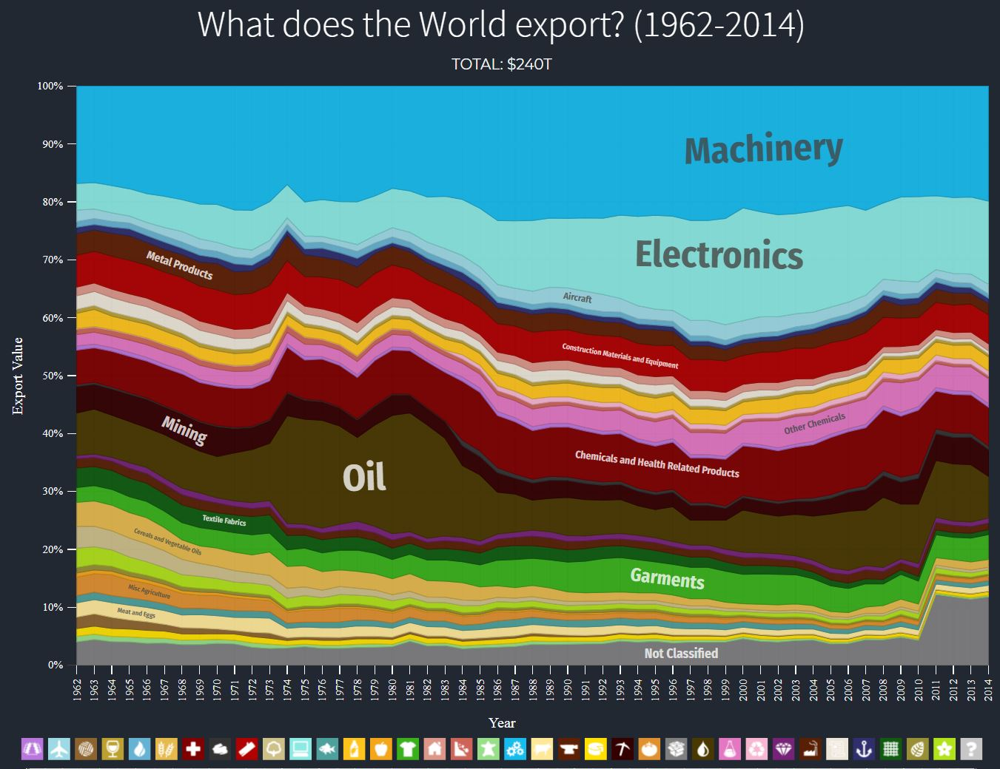 What does the World export? (1962-2014)
TOTAL: $240T
100%
90%
80%
70%
60%
50%
40%
30%
20%
10%
0%
Export Value
Machinery
Electronics
Metal Products
Aircraft
Construction Materials and Equipment
Mining
Other Chemicals
Chemicals and Health Related Products
Oil
Textile Fabrics
Cereals and Vegetable Oils
Garments
Misc Agriculture
Meat and Eggs
Not Classified
1962 1963 1964 1965 1966 1967 1968 1969 1970 1971 1972 1973 1974 1975 1976 1977 1978 1979 1980 1981 1982 1983 1984 1985 1986 1987 1988 1989 1990 1991 1992 1993 1994 1995 1996 1997 1998 1999 2000 2001 2002 2003 2004 2005 2006 2007 2008 2009 2010 2011 2012 2013 2014
Year
?